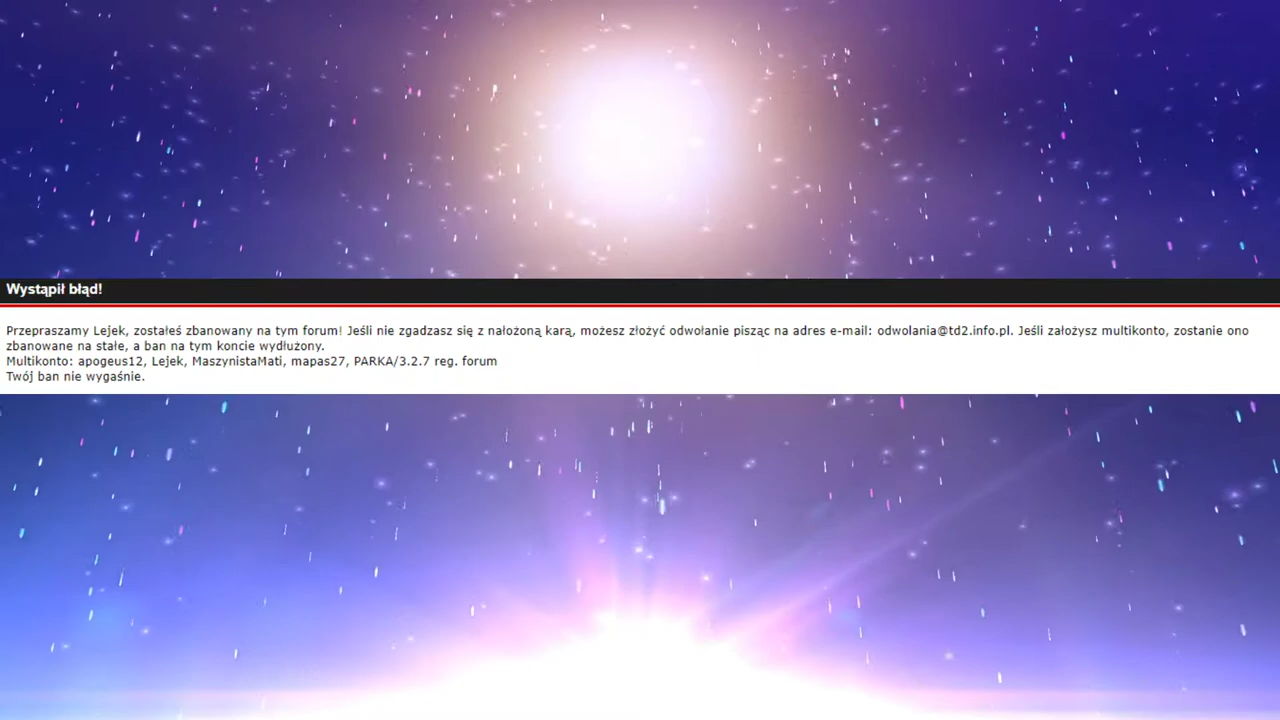 Wystąpił błąd!
Przepraszamy Lejek, zostałeś zbanowany na tym forum! Jeśli nie zgadzasz się z nałożoną karą, możesz złożyć odwołanie pisząc na adres e-mail: odwolania@td2.info.pl. Jeśli założysz multikonto, zostanie ono
zbanowane na stałe, a ban na tym koncie wydłużony.
Multikonto: apogeus12, Lejek, MaszynistaMati, mapas27, PARKA/3.2.7 reg. forum
Twój ban nie wygaśnie.